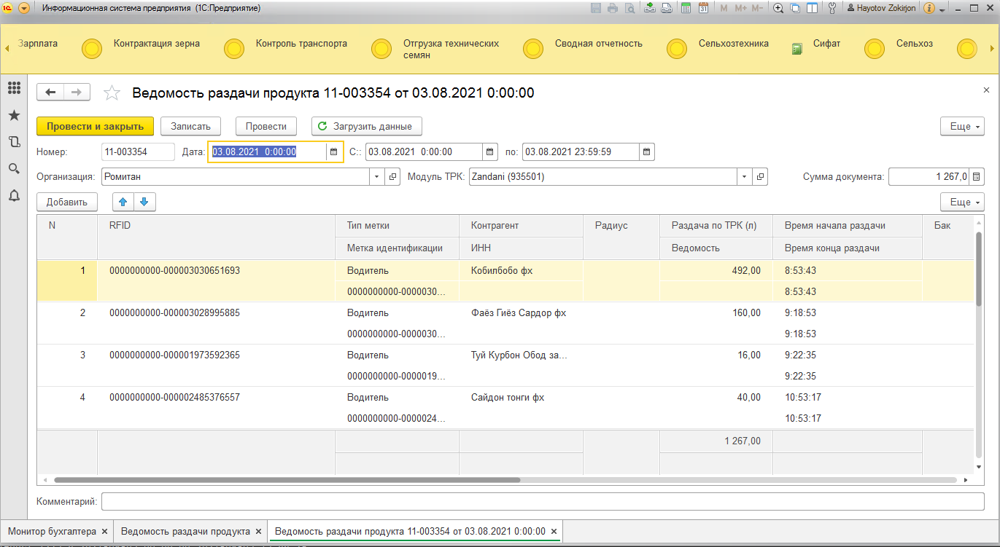 Информационная система предприятия (1С:Предприятие)
M M+ M- Hayotov Zokirjon
Зарплата Контрактация зерна Контроль транспорта Отгрузка технических семян Сводная отчетность Сельхозтехника Сифат Сельхоз
Ведомость раздачи продукта 11-003354 от 03.08.2021 0:00:00
Провести и закрыть Записать Провести Загрузить данные Еще
Номер: 11-003354 Дата: 03.08.2021 0:00:00 С:: 03.08.2021 0:00:00 по: 03.08.2021 23:59:59
Организация: Ромитан Модуль ТРК: Zandani (935501) Сумма документа: 1 267,0
Добавить Еще
N RFID Тип метки Контрагент Радиус Раздача по ТРК (л) Время начала раздачи Бак
Метка идентификации ИНН Ведомость Время конца раздачи
1 0000000000-000003030651693 Водитель Кобилбобо фх 492,00 8:53:43
0000000000-0000030... 8:53:43
2 0000000000-000003028995885 Водитель Фаёз Гиёз Сардор фх 160,00 9:18:53
0000000000-0000030... 9:18:53
3 0000000000-000001973592365 Водитель Туй Курбон Обод за... 16,00 9:22:35
0000000000-0000019... 9:22:35
4 0000000000-000002485376557 Водитель Сайдон тонги фх 40,00 10:53:17
0000000000-0000024... 10:53:17
1 267,00
Комментарий:
Монитор бухгалтера Ведомость раздачи продукта Ведомость раздачи продукта 11-003354 от 03.08.2021 0:00:00